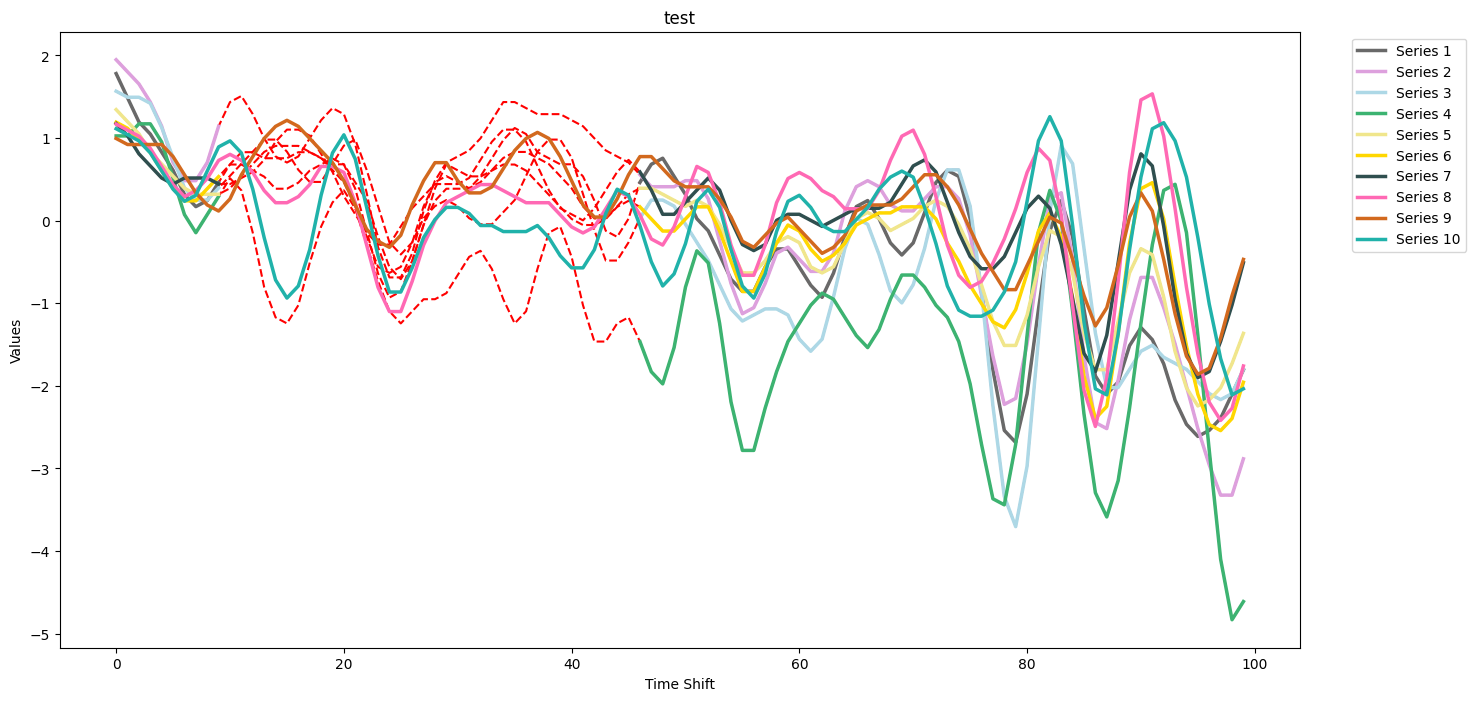 test
Series 1
Series 2
Series 3
Series 4
Series 5
Series 6
Series 7
Series 8
Series 9
Series 10
2
1
0
−1
−2
−3
−4
−5
Values
0 20 40 60 80 100
Time Shift